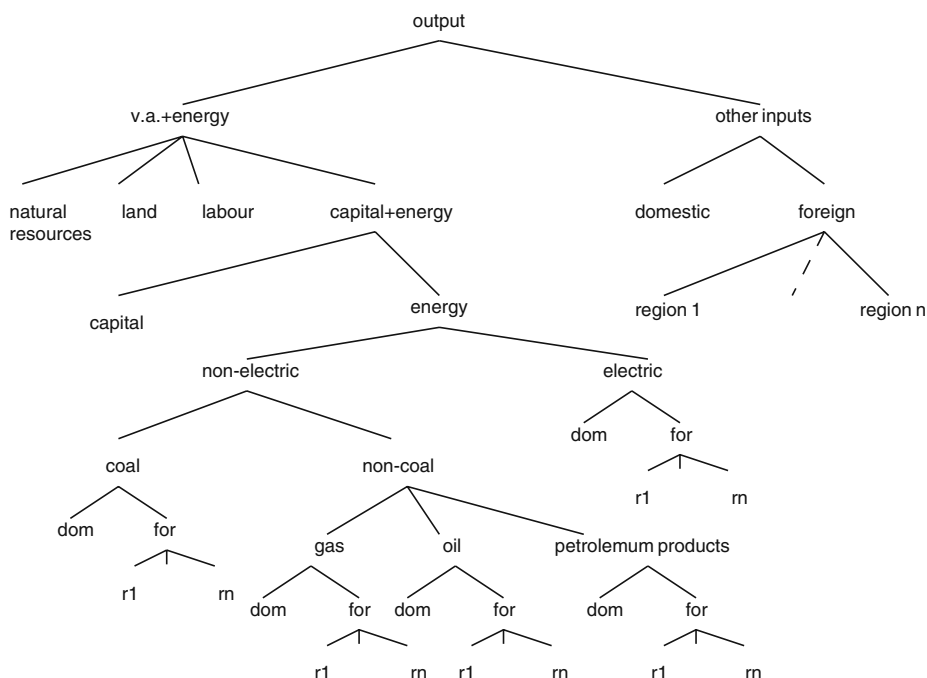 output
v.a.+energy other inputs
natural resources land labour capital+energy domestic foreign
capital energy region 1 region n
non-electric electric
dom for
coal non-coal r1 rn
dom for gas oil petrolemum products
r1 rn dom for dom for dom for
r1 rn r1 rn r1 rn